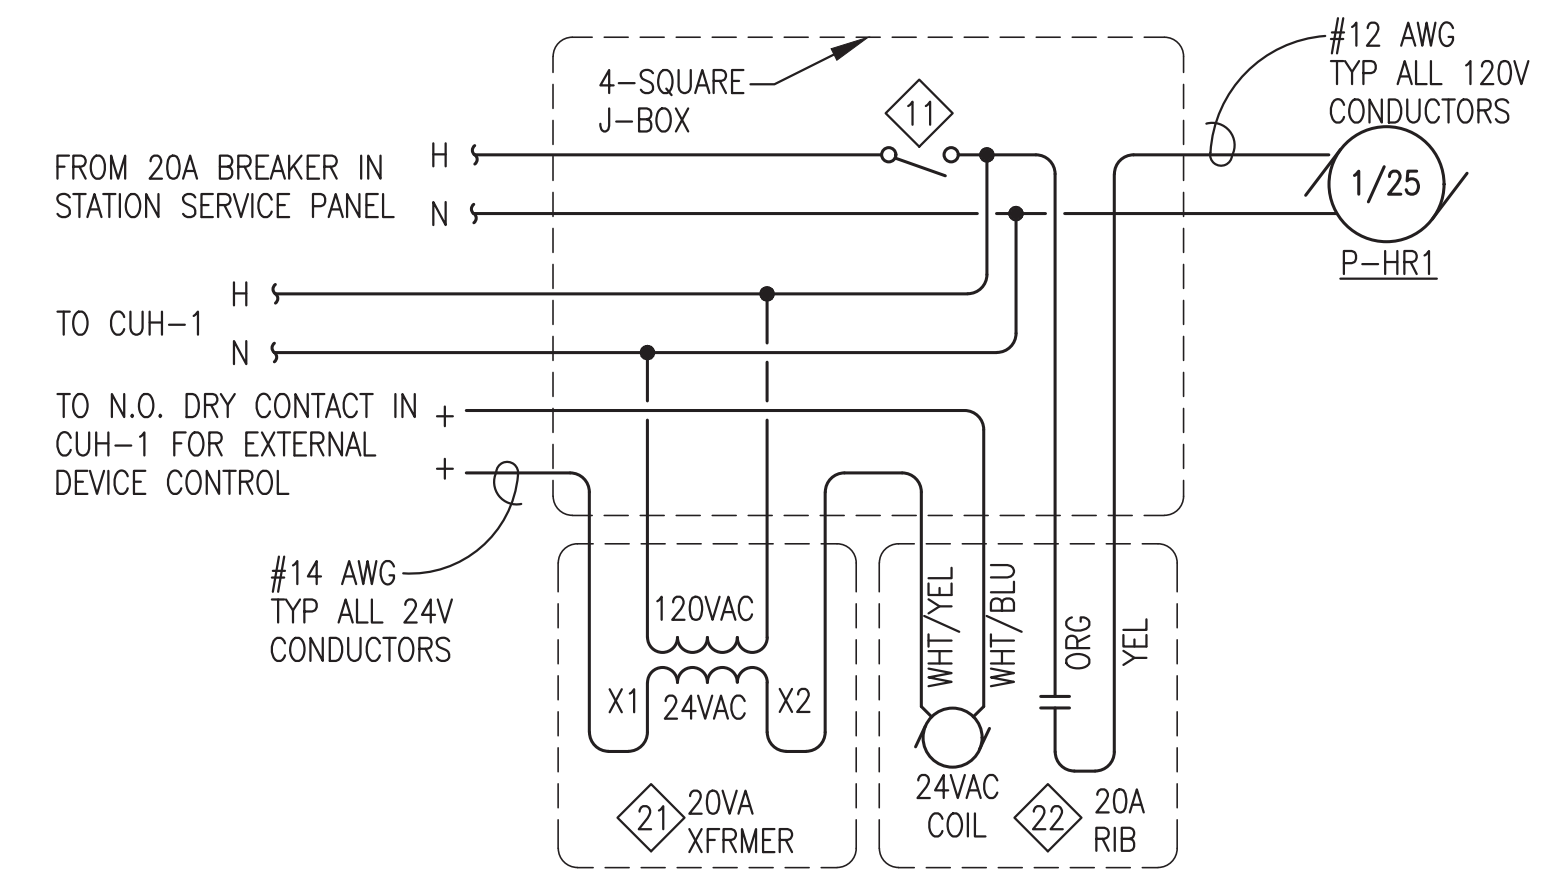 #12 AWG
TYP ALL 120V
CONDUCTORS
4-SQUARE
J-BOX
11
FROM 20A BREAKER IN
STATION SERVICE PANEL
H
N
1/25
P-HR1
TO CUH-1
H
N
TO N.O. DRY CONTACT IN
CUH-1 FOR EXTERNAL
DEVICE CONTROL
+
+
#14 AWG
TYP ALL 24V
CONDUCTORS
120VAC
X1
24VAC
X2
21
20VA
XFRMER
WHT/YEL
WHT/BLU
ORG
YEL
24VAC
COIL
22
20A
RIB